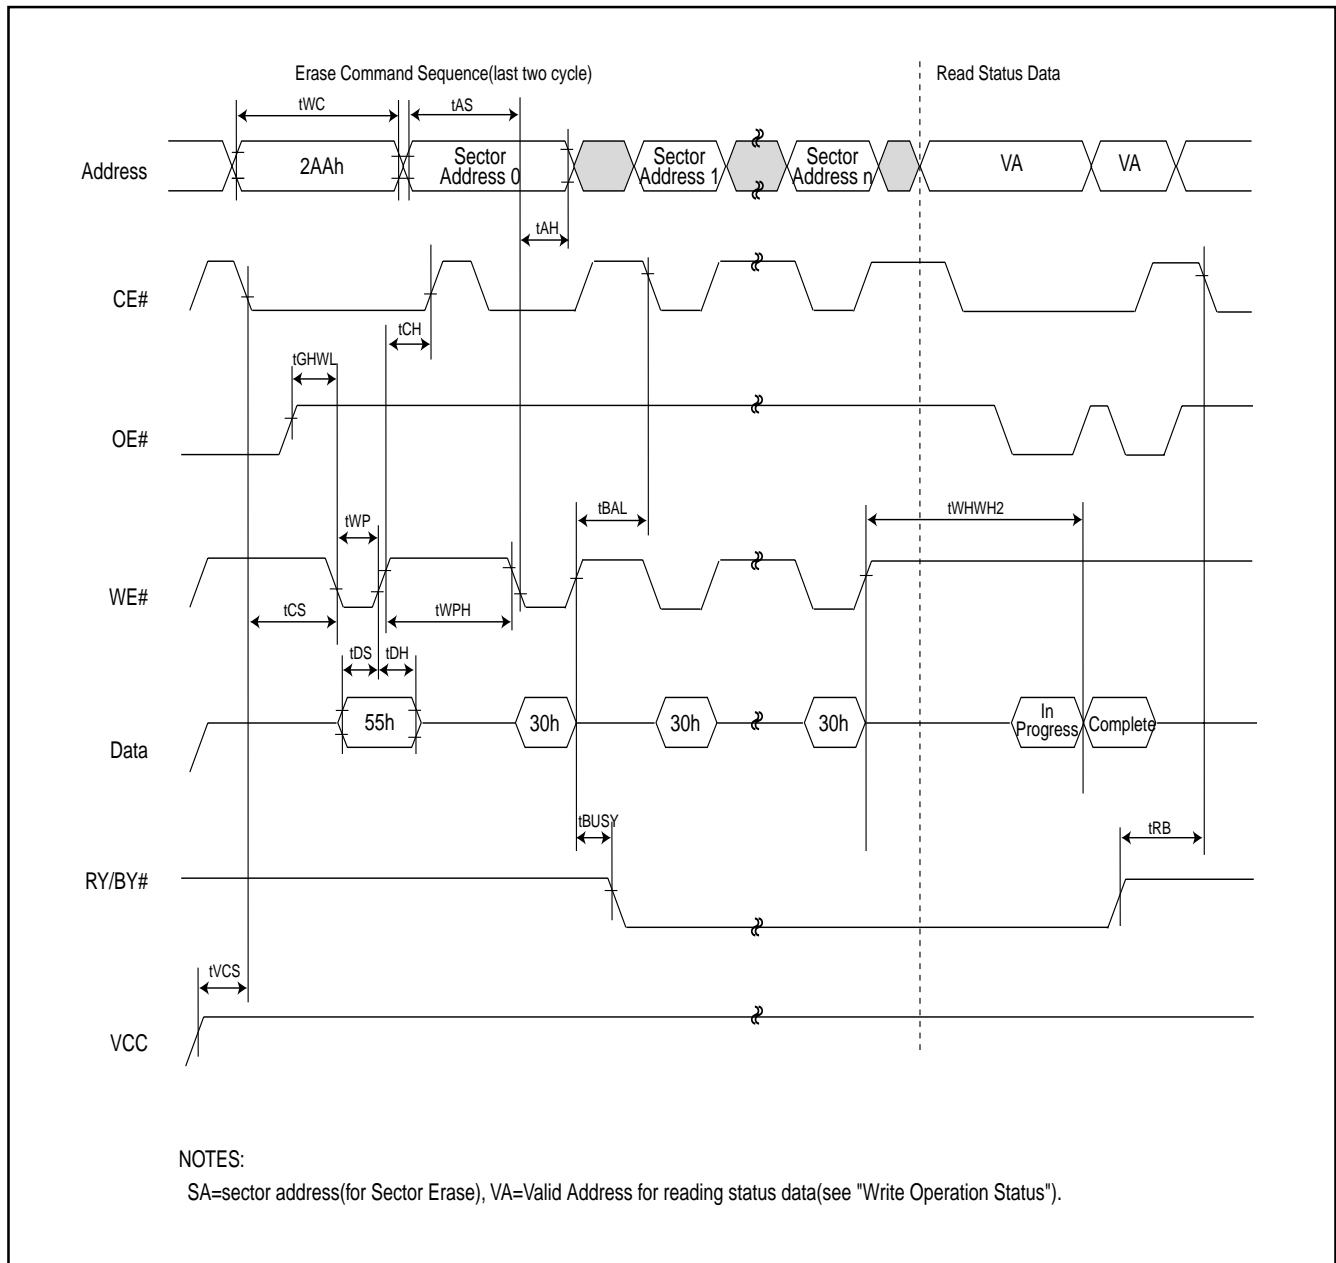 Erase Command Sequence(last two cycle)
Read Status Data
tWC
tAS
Address
2AAh
Sector
Address 0
Sector
Address 1
Sector
Address n
VA
VA
tAH
CE#
tCH
tGHWL
OE#
tBAL
tWHWH2
tWP
WE#
tCS
tWPH
tDS
tDH
Data
55h
30h
30h
30h
In
Progress
Complete
tBUSY
tRB
RY/BY#
tVCS
VCC
NOTES:
SA=sector address(for Sector Erase), VA=Valid Address for reading status data(see "Write Operation Status").